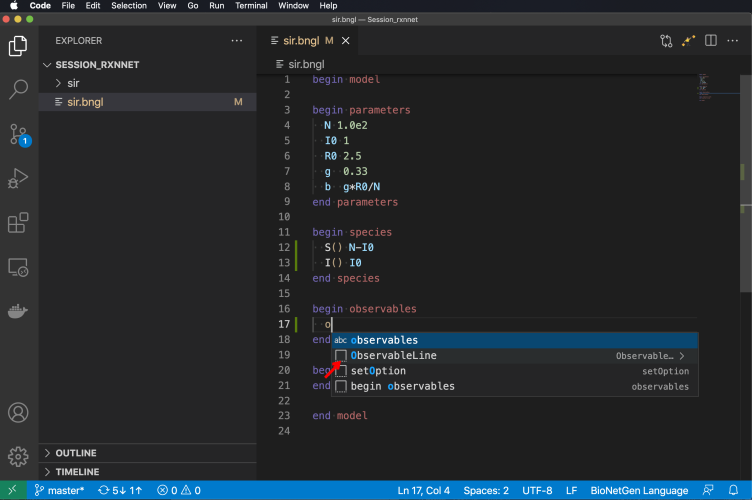 Code File Edit Selection View Go Run Terminal Window Help
sir.bngl — Session_rxnnet
EXPLORER
sir.bngl M
SESSION_RXNNET
sir
sir.bngl M
sir.bngl
1 begin model
2
3 begin parameters
4 N 1.0e2
5 I0 1
6 R0 2.5
7 g 0.33
8 b g*R0/N
9 end parameters
10
11 begin species
12 S() N-I0
13 I() I0
14 end species
15
16 begin observables
17 o
18 end
19
20 be
21 end
22
23 end model
24
abc observables
ObservableLine Observable…
setOption setOption
begin observables observables
1
OUTLINE
TIMELINE
master* 5↓ 1↑ 0 0 Ln 17, Col 4 Spaces: 2 UTF-8 LF BioNetGen Language